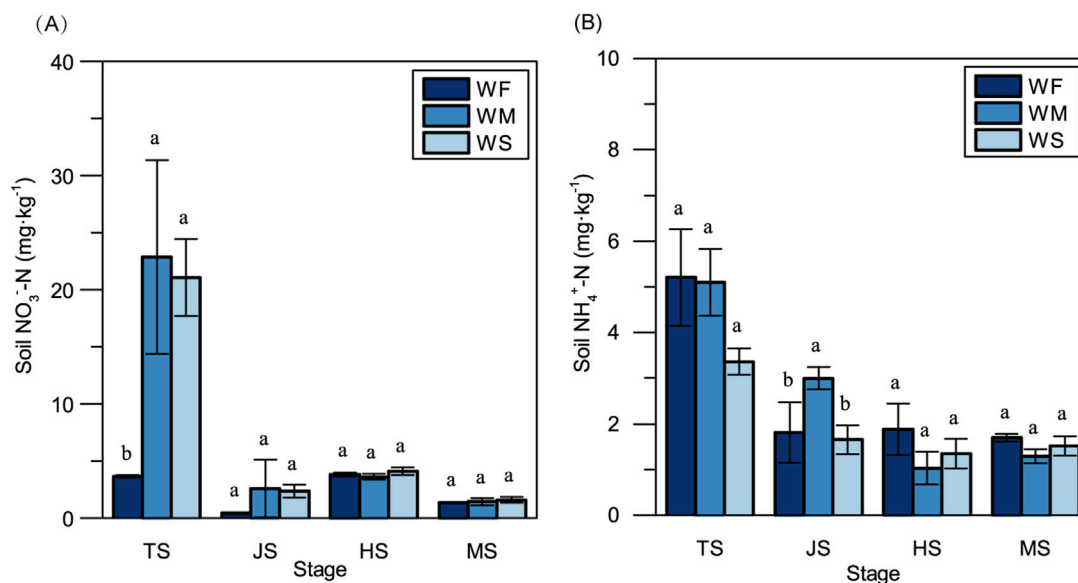 (A)
40
30
20
10
0
Soil NO₃⁻-N (mg·kg⁻¹)
WF
WM
WS
b a a
a a a
a a a
a a a
TS JS HS MS
Stage
(B)
10
8
6
4
2
0
Soil NH₄⁺-N (mg·kg⁻¹)
WF
WM
WS
a a a
b a b
a a a
a a a
TS JS HS MS
Stage